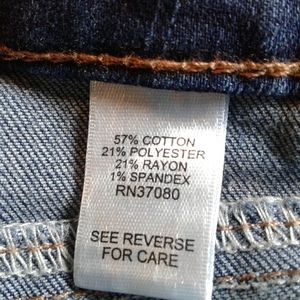 57% COTTON
21% POLYESTER
21% RAYON
1% SPANDEX
RN37080
SEE REVERSE
FOR CARE